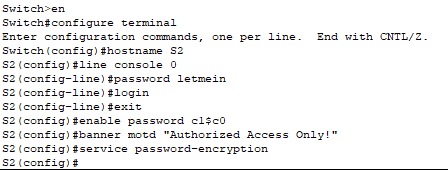 Switch>en
Switch#configure terminal
Enter configuration commands, one per line.  End with CNTL/Z.
Switch(config)#hostname S2
S2(config)#line console 0
S2(config-line)#password letmein
S2(config-line)#login
S2(config-line)#exit
S2(config)#enable password c1$c0
S2(config)#banner motd "Authorized Access Only!"
S2(config)#service password-encryption
S2(config)#